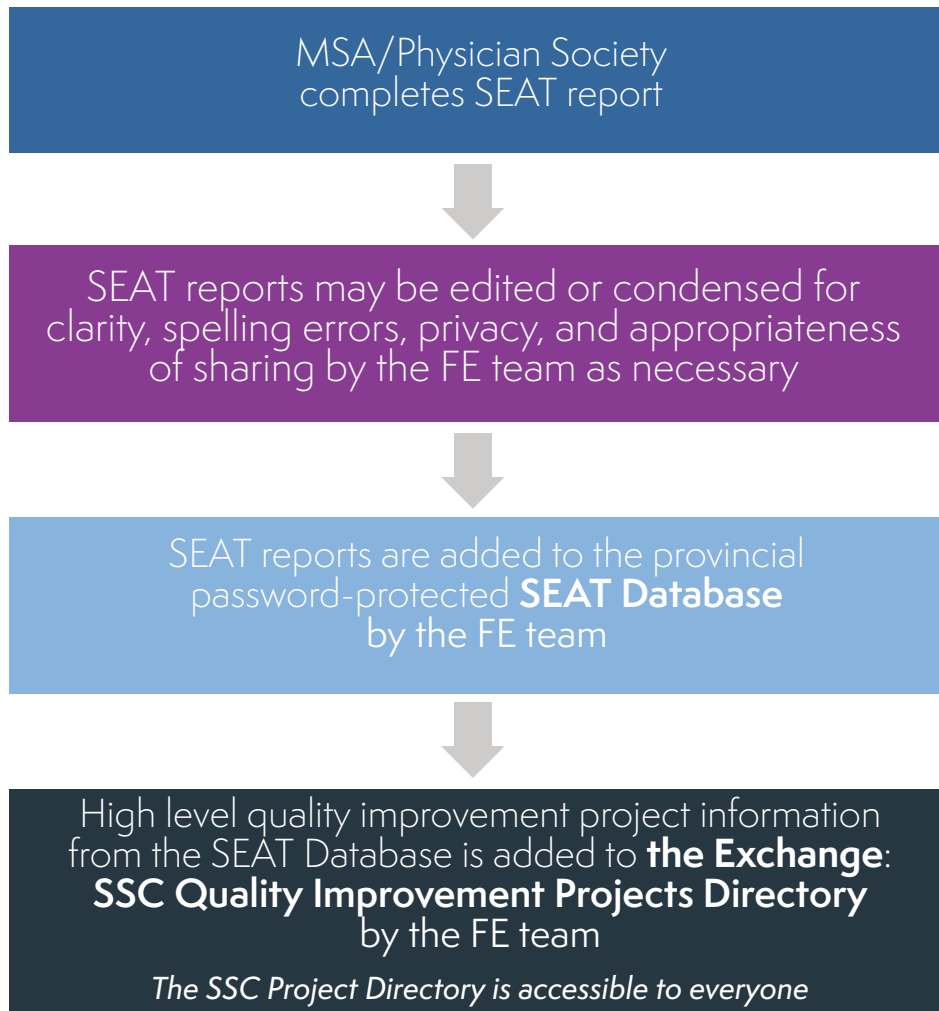 MSA/Physician Society
completes SEAT report
SEAT reports may be edited or condensed for
clarity, spelling errors, privacy, and appropriateness
of sharing by the FE team as necessary
SEAT reports are added to the provincial
password-protected SEAT Database
by the FE team
High level quality improvement project information
from the SEAT Database is added to the Exchange:
SSC Quality Improvement Projects Directory
by the FE team
The SSC Project Directory is accessible to everyone